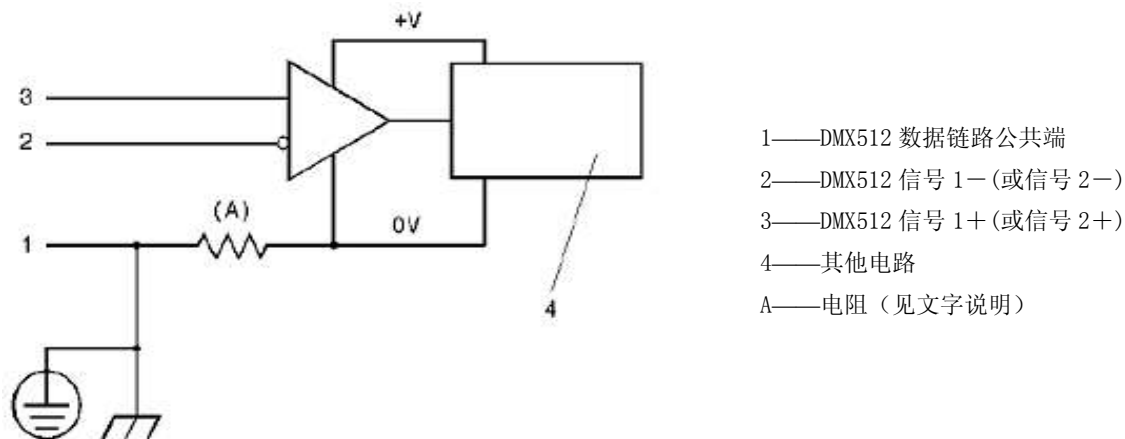 +V
3
2
(A)
0V
1
4
1——DMX512 数据链路公共端
2——DMX512 信号 1－(或信号 2－)
3——DMX512 信号 1＋(或信号 2＋)
4——其他电路
A——电阻（见文字说明）